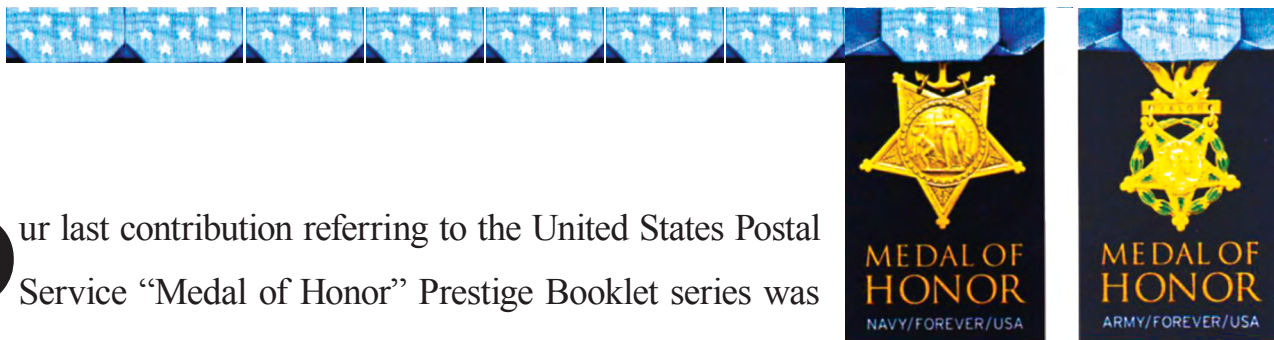 ur last contribution referring to the United States Postal
Service “Medal of Honor” Prestige Booklet series was
MEDAL OF
HONOR
NAVY/FOREVER/USA
VALOR
MEDAL OF
HONOR
ARMY/FOREVER/USA